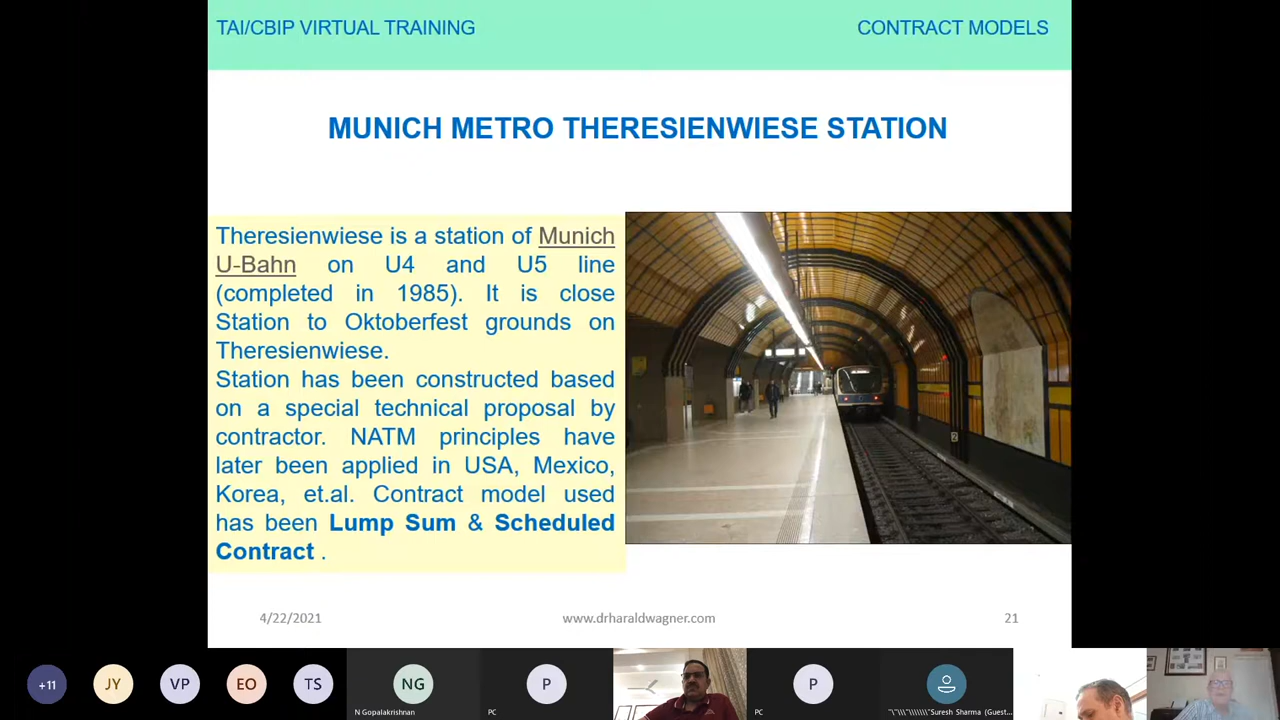 TAI/CBIP VIRTUAL TRAINING
CONTRACT MODELS
MUNICH METRO THERESIENWIESE STATION
Theresienwiese is a station of Munich
U-Bahn on U4 and U5 line
(completed in 1985). It is close
Station to Oktoberfest grounds on
Theresienwiese.
Station has been constructed based
on a special technical proposal by
contractor. NATM principles have
later been applied in USA, Mexico,
Korea, et.al. Contract model used
has been Lump Sum & Scheduled
Contract .
2
4/22/2021
www.drharaldwagner.com
21
+11
JY
VP
EO
TS
NG
N Gopalakrishnan
P
PC
P
PC
"\"\\\"\\\\\\\"Suresh Sharma (Guest...